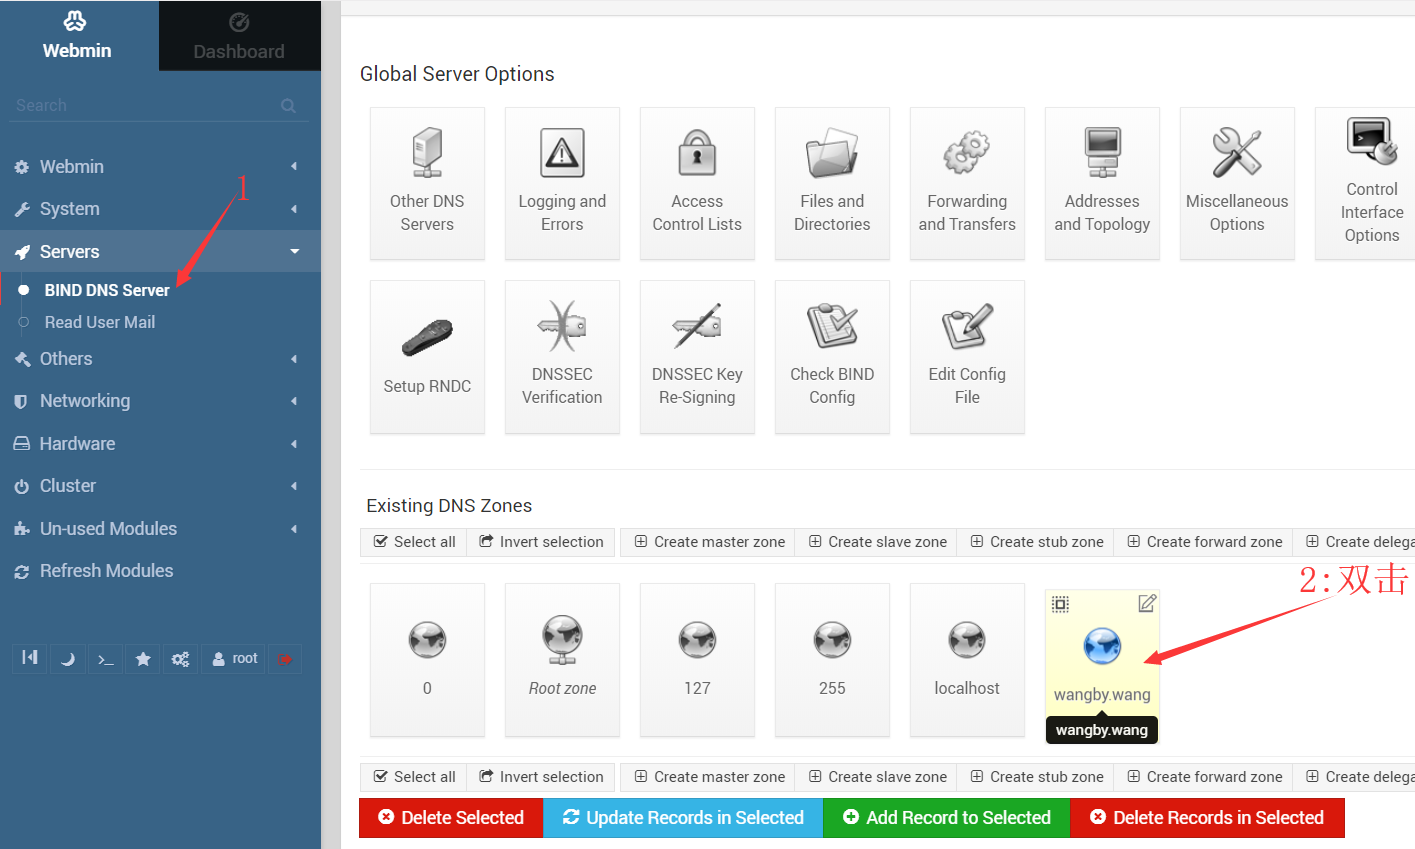 Webmin
Dashboard
Search
Webmin
System
Servers
BIND DNS Server
Read User Mail
Others
Networking
Hardware
Cluster
Un-used Modules
Refresh Modules
root
1
Global Server Options
Other DNS
Servers
Logging and
Errors
Access
Control Lists
Files and
Directories
Forwarding
and Transfers
Addresses
and Topology
Miscellaneous
Options
Control
Interface
Options
Setup RNDC
DNSSEC
Verification
DNSSEC Key
Re-Signing
Check BIND
Config
Edit Config
File
Existing DNS Zones
Select all Invert selection Create master zone Create slave zone Create stub zone Create forward zone Create delega
2:双击
0
Root zone
127
255
localhost
wangby.wang
wangby.wang
Select all Invert selection Create master zone Create slave zone Create stub zone Create forward zone Create delega
Delete Selected Update Records in Selected Add Record to Selected Delete Records in Selected